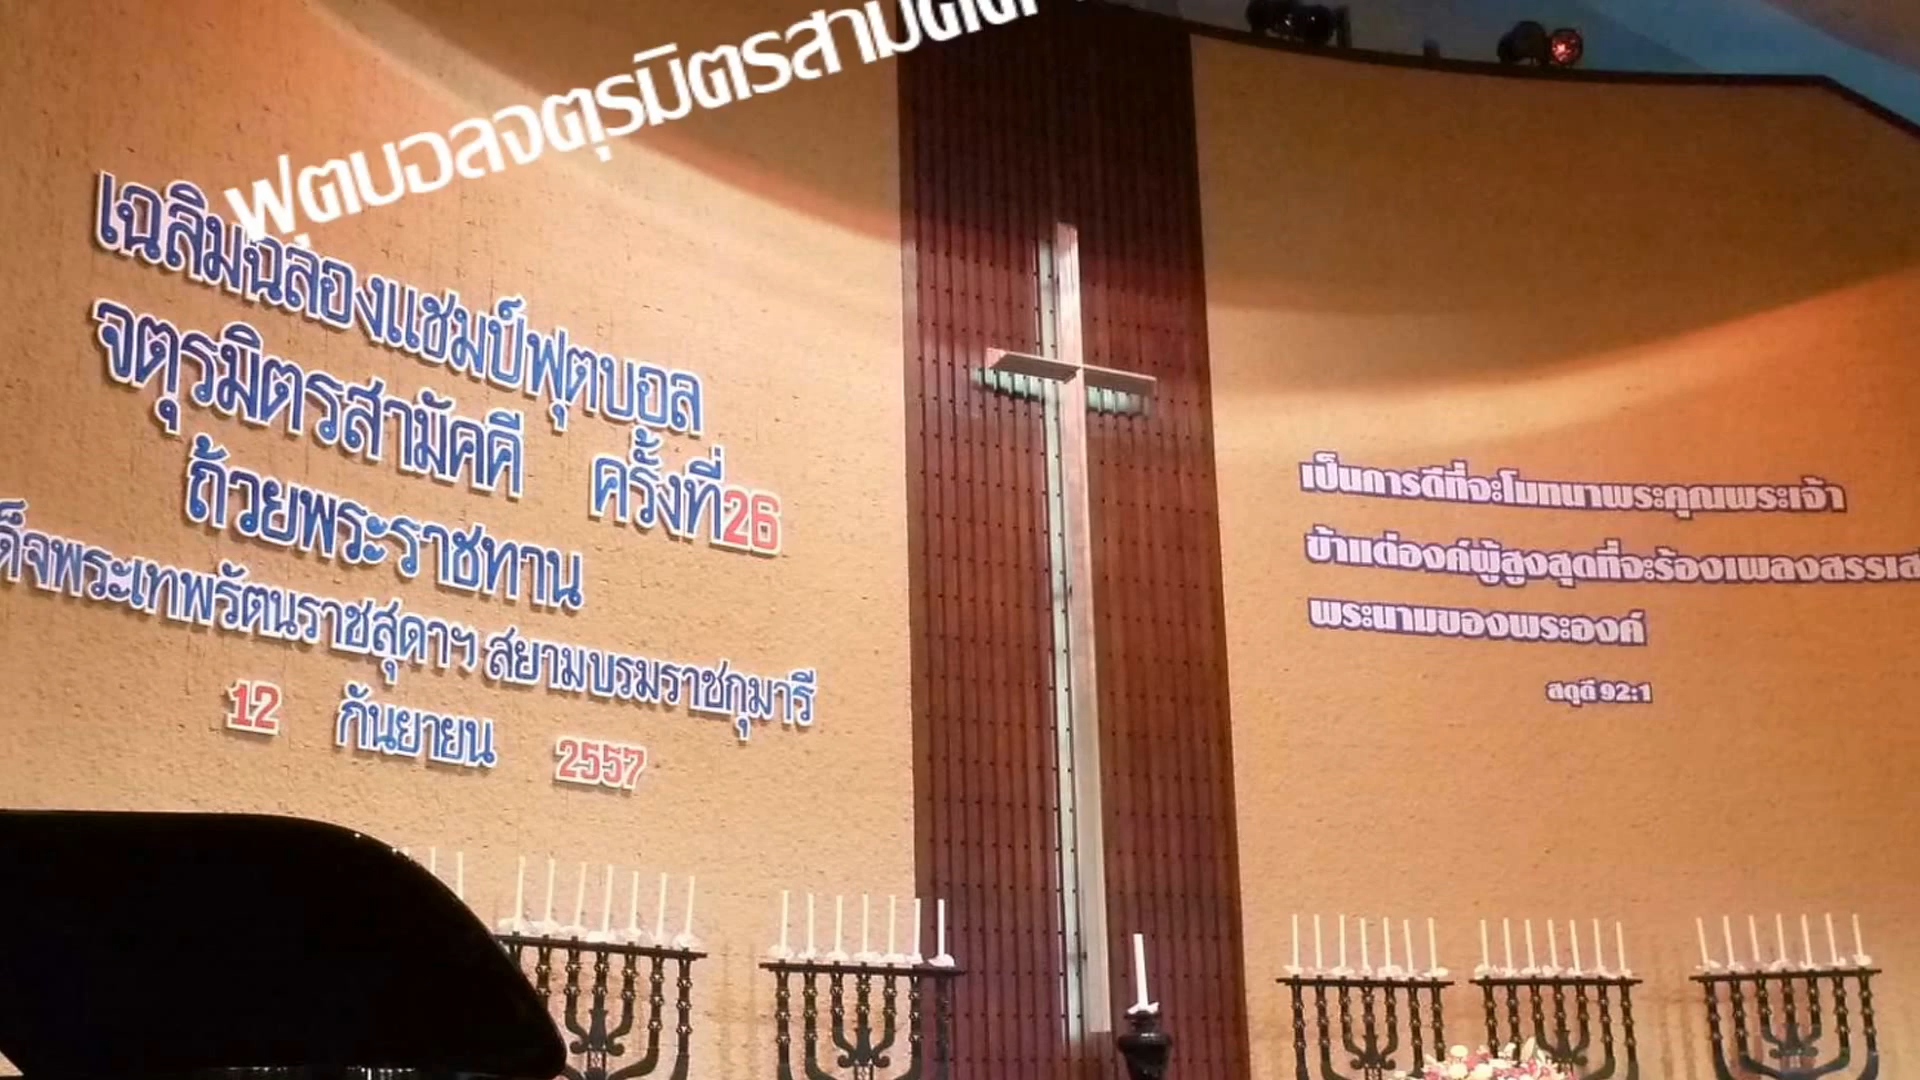 ฟุตบอลจตุรมิตรสามัคคี
เฉลิมฉลองแชมป์ฟุตบอล
จตุรมิตรสามัคคี ครั้งที่26
ถ้วยพระราชทาน
ด็จพระเทพรัตนราชสุดาฯ สยามบรมราชกุมารี
12 กันยายน 2557
เป็นการดีที่จะโมทนาพระคุณพระเจ้า
ข้าแต่องค์ผู้สูงสุดที่จะร้องเพลงสรรเส
พระนามของพระองค์
สดุดี 92:1